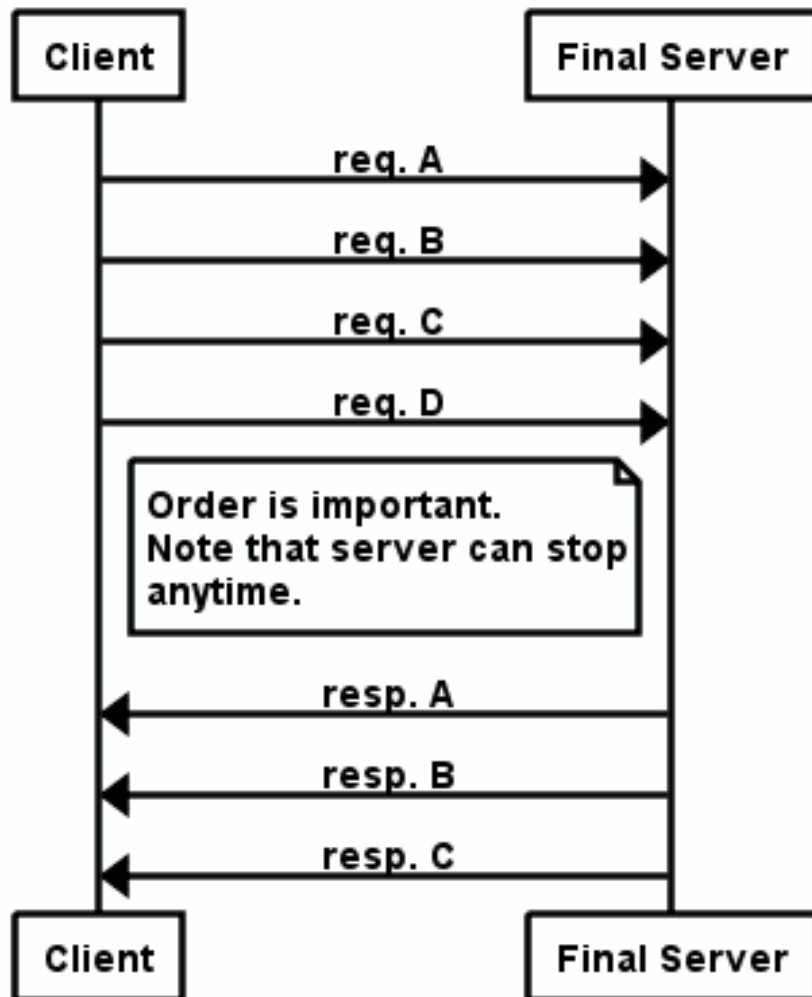 Client
Final Server
req. A
req. B
req. C
req. D
Order is important.
Note that server can stop
anytime.
resp. A
resp. B
resp. C
Client
Final Server